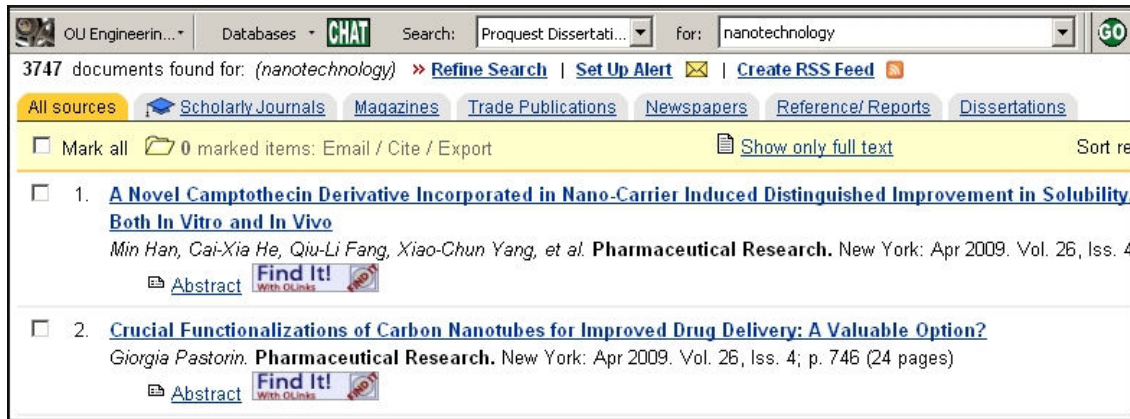 OU Engineerin... Databases CHAT Search: Proquest Dissertati... for: nanotechnology GO
3747 documents found for: (nanotechnology) » Refine Search | Set Up Alert | Create RSS Feed
All sources Scholarly Journals Magazines Trade Publications Newspapers Reference/Reports Dissertations
Mark all 0 marked items: Email / Cite / Export Show only full text Sort re
1. A Novel Camptothecin Derivative Incorporated in Nano-Carrier Induced Distinguished Improvement in Solubility,
Both In Vitro and In Vivo
Min Han, Cai-Xia He, Qiu-Li Fang, Xiao-Chun Yang, et al. Pharmaceutical Research. New York: Apr 2009. Vol. 26, Iss. 4
Abstract Find It! With OLinks FIND IT
2. Crucial Functionalizations of Carbon Nanotubes for Improved Drug Delivery: A Valuable Option?
Giorgia Pastorin. Pharmaceutical Research. New York: Apr 2009. Vol. 26, Iss. 4; p. 746 (24 pages)
Abstract Find It! With OLinks FIND IT